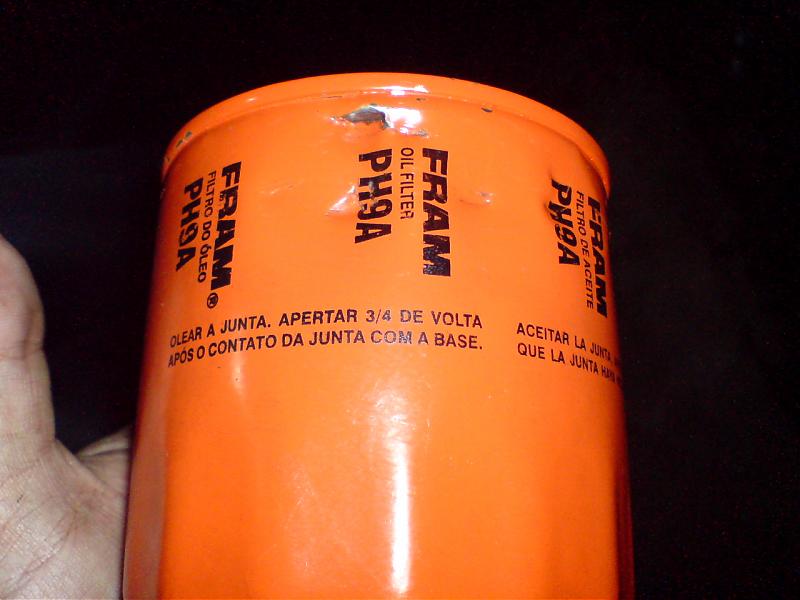 FRAM®
FILTRO DO ÓLEO
PH9A
FRAM
OIL FILTER
PH9A
FRAM
FILTRO DE ACEITE
PH9A
OLEAR A JUNTA. APERTAR 3/4 DE VOLTA
APÓS O CONTATO DA JUNTA COM A BASE.
ACEITAR LA JUNTA
QUE LA JUNTA HAYA